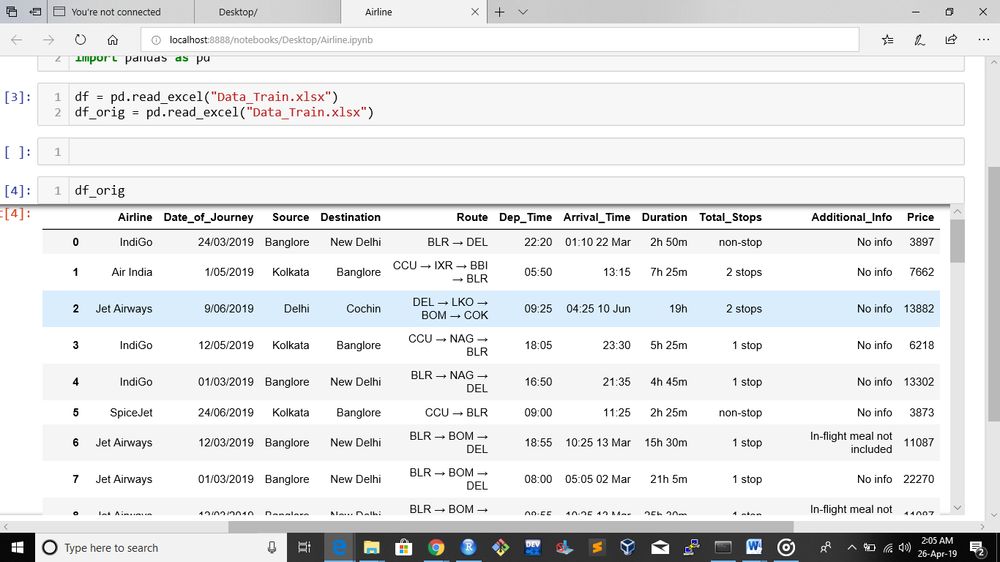 You're not connected
Desktop/
Airline
localhost:8888/notebooks/Desktop/Airline.ipynb
2 import pandas as pd
[3]: 1 df = pd.read_excel("Data_Train.xlsx")
2 df_orig = pd.read_excel("Data_Train.xlsx")
[ ]: 1
[4]: 1 df_orig
t[4]:
Airline Date_of_Journey Source Destination Route Dep_Time Arrival_Time Duration Total_Stops Additional_Info Price
0 IndiGo 24/03/2019 Banglore New Delhi BLR → DEL 22:20 01:10 22 Mar 2h 50m non-stop No info 3897
1 Air India 1/05/2019 Kolkata Banglore CCU → IXR → BBI 05:50 13:15 7h 25m 2 stops No info 7662
→ BLR
2 Jet Airways 9/06/2019 Delhi Cochin DEL → LKO → 09:25 04:25 10 Jun 19h 2 stops No info 13882
BOM → COK
3 IndiGo 12/05/2019 Kolkata Banglore CCU → NAG → 18:05 23:30 5h 25m 1 stop No info 6218
BLR
4 IndiGo 01/03/2019 Banglore New Delhi BLR → NAG → 16:50 21:35 4h 45m 1 stop No info 13302
DEL
5 SpiceJet 24/06/2019 Kolkata Banglore CCU → BLR 09:00 11:25 2h 25m non-stop No info 3873
6 Jet Airways 12/03/2019 Banglore New Delhi BLR → BOM → 18:55 10:25 13 Mar 15h 30m 1 stop In-flight meal not 11087
DEL included
7 Jet Airways 01/03/2019 Banglore New Delhi BLR → BOM → 08:00 05:05 02 Mar 21h 5m 1 stop No info 22270
DEL
8 Jet Airways 12/03/2019 Banglore New Delhi BLR → BOM → 08:55 10:25 13 Mar 25h 30m 1 stop In-flight meal not 11087
Type here to search
R
DEV
S
W
2:05 AM
26-Apr-19
2